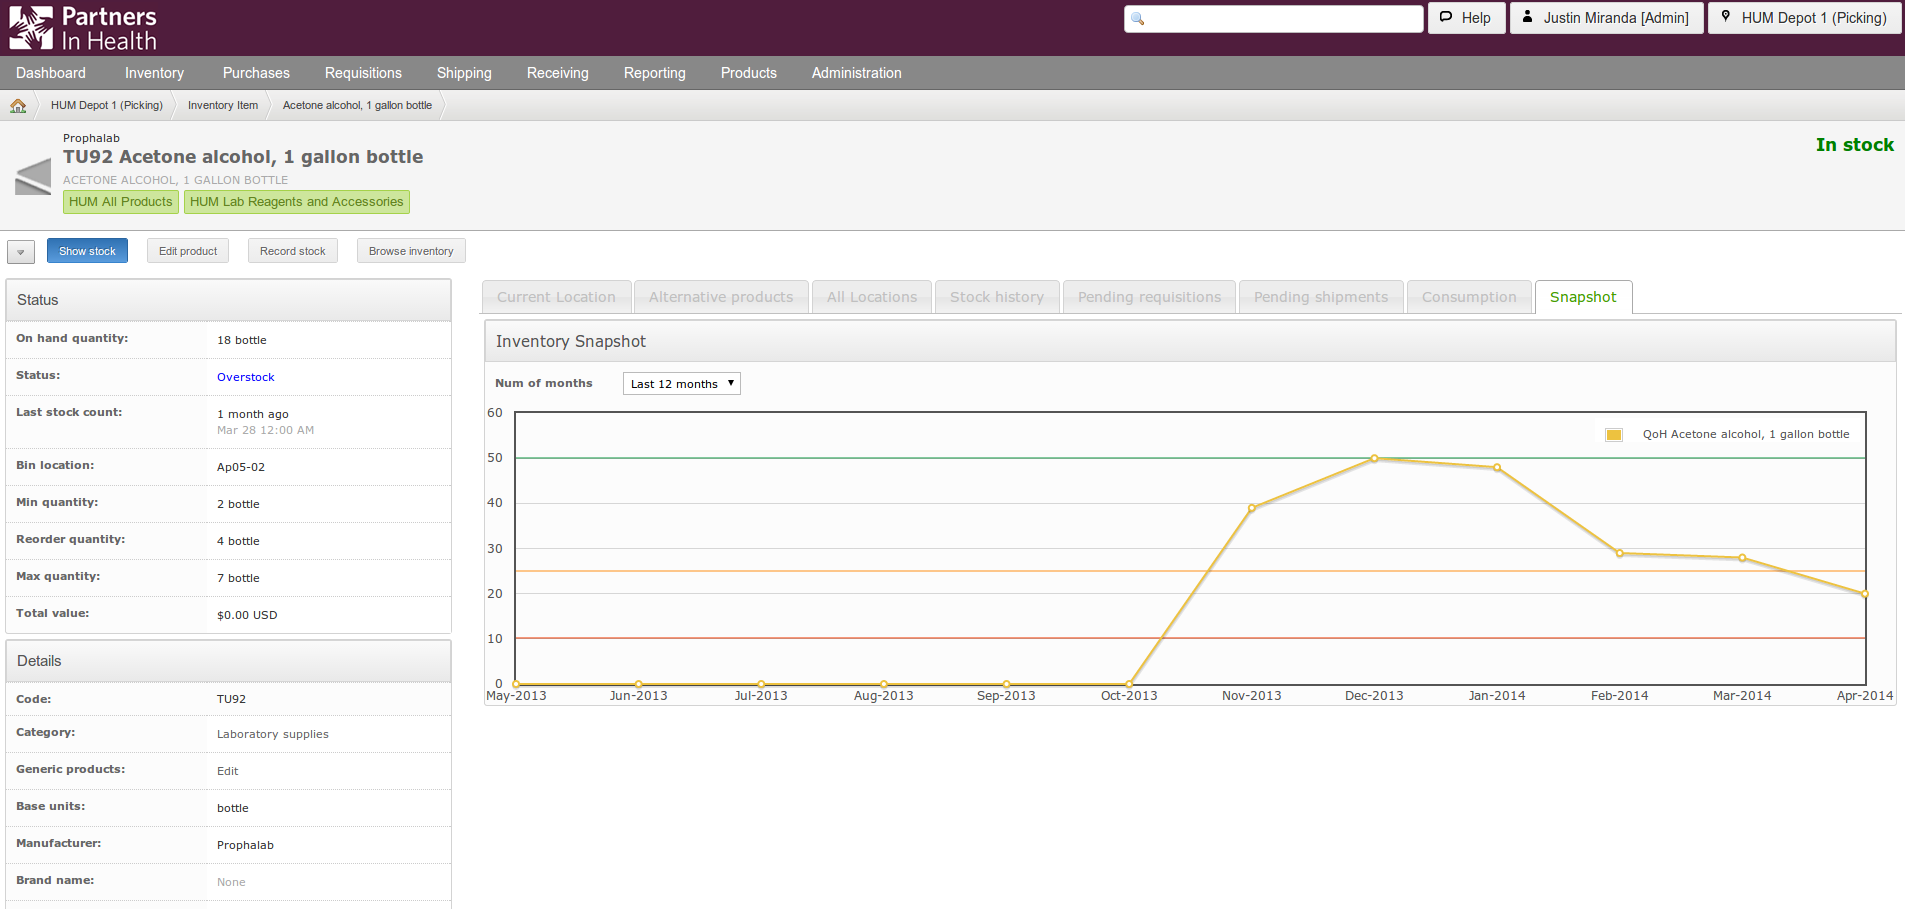 Partners
In Health
Help
Justin Miranda [Admin]
HUM Depot 1 (Picking)
Dashboard Inventory Purchases Requisitions Shipping Receiving Reporting Products Administration
HUM Depot 1 (Picking) Inventory Item Acetone alcohol, 1 gallon bottle
Prophalab
TU92 Acetone alcohol, 1 gallon bottle
In stock
ACETONE ALCOHOL, 1 GALLON BOTTLE
HUM All Products HUM Lab Reagents and Accessories
Show stock Edit product Record stock Browse inventory
Status
On hand quantity: 18 bottle
Status: Overstock
Last stock count: 1 month ago
Mar 28 12:00 AM
Bin location: Ap05-02
Min quantity: 2 bottle
Reorder quantity: 4 bottle
Max quantity: 7 bottle
Total value: $0.00 USD
Details
Code: TU92
Category: Laboratory supplies
Generic products: Edit
Base units: bottle
Manufacturer: Prophalab
Brand name: None
Current Location Alternative products All Locations Stock history Pending requisitions Pending shipments Consumption Snapshot
Inventory Snapshot
Num of months Last 12 months
QoH Acetone alcohol, 1 gallon bottle
60
50
40
30
20
10
0
May-2013 Jun-2013 Jul-2013 Aug-2013 Sep-2013 Oct-2013 Nov-2013 Dec-2013 Jan-2014 Feb-2014 Mar-2014 Apr-2014